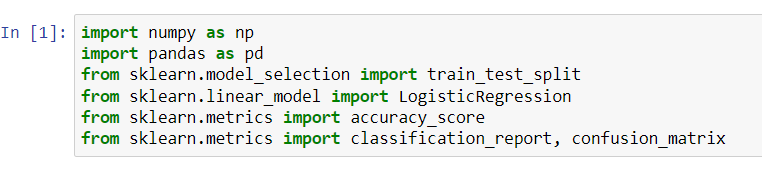 In [1]: import numpy as np
import pandas as pd
from sklearn.model_selection import train_test_split
from sklearn.linear_model import LogisticRegression
from sklearn.metrics import accuracy_score
from sklearn.metrics import classification_report, confusion_matrix